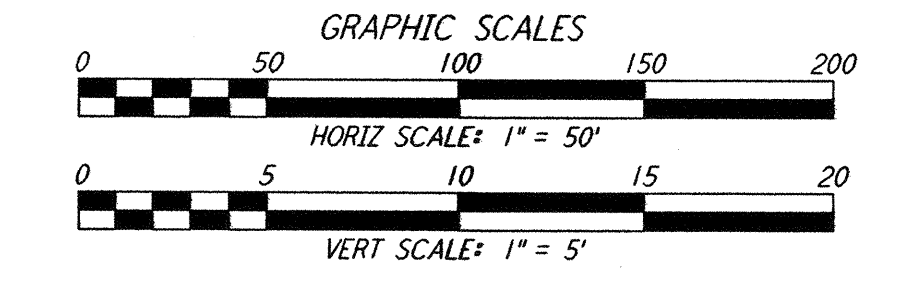 GRAPHIC SCALES
0 50 100 150 200
HORIZ SCALE: 1" = 50'
0 5 10 15 20
VERT SCALE: 1" = 5'